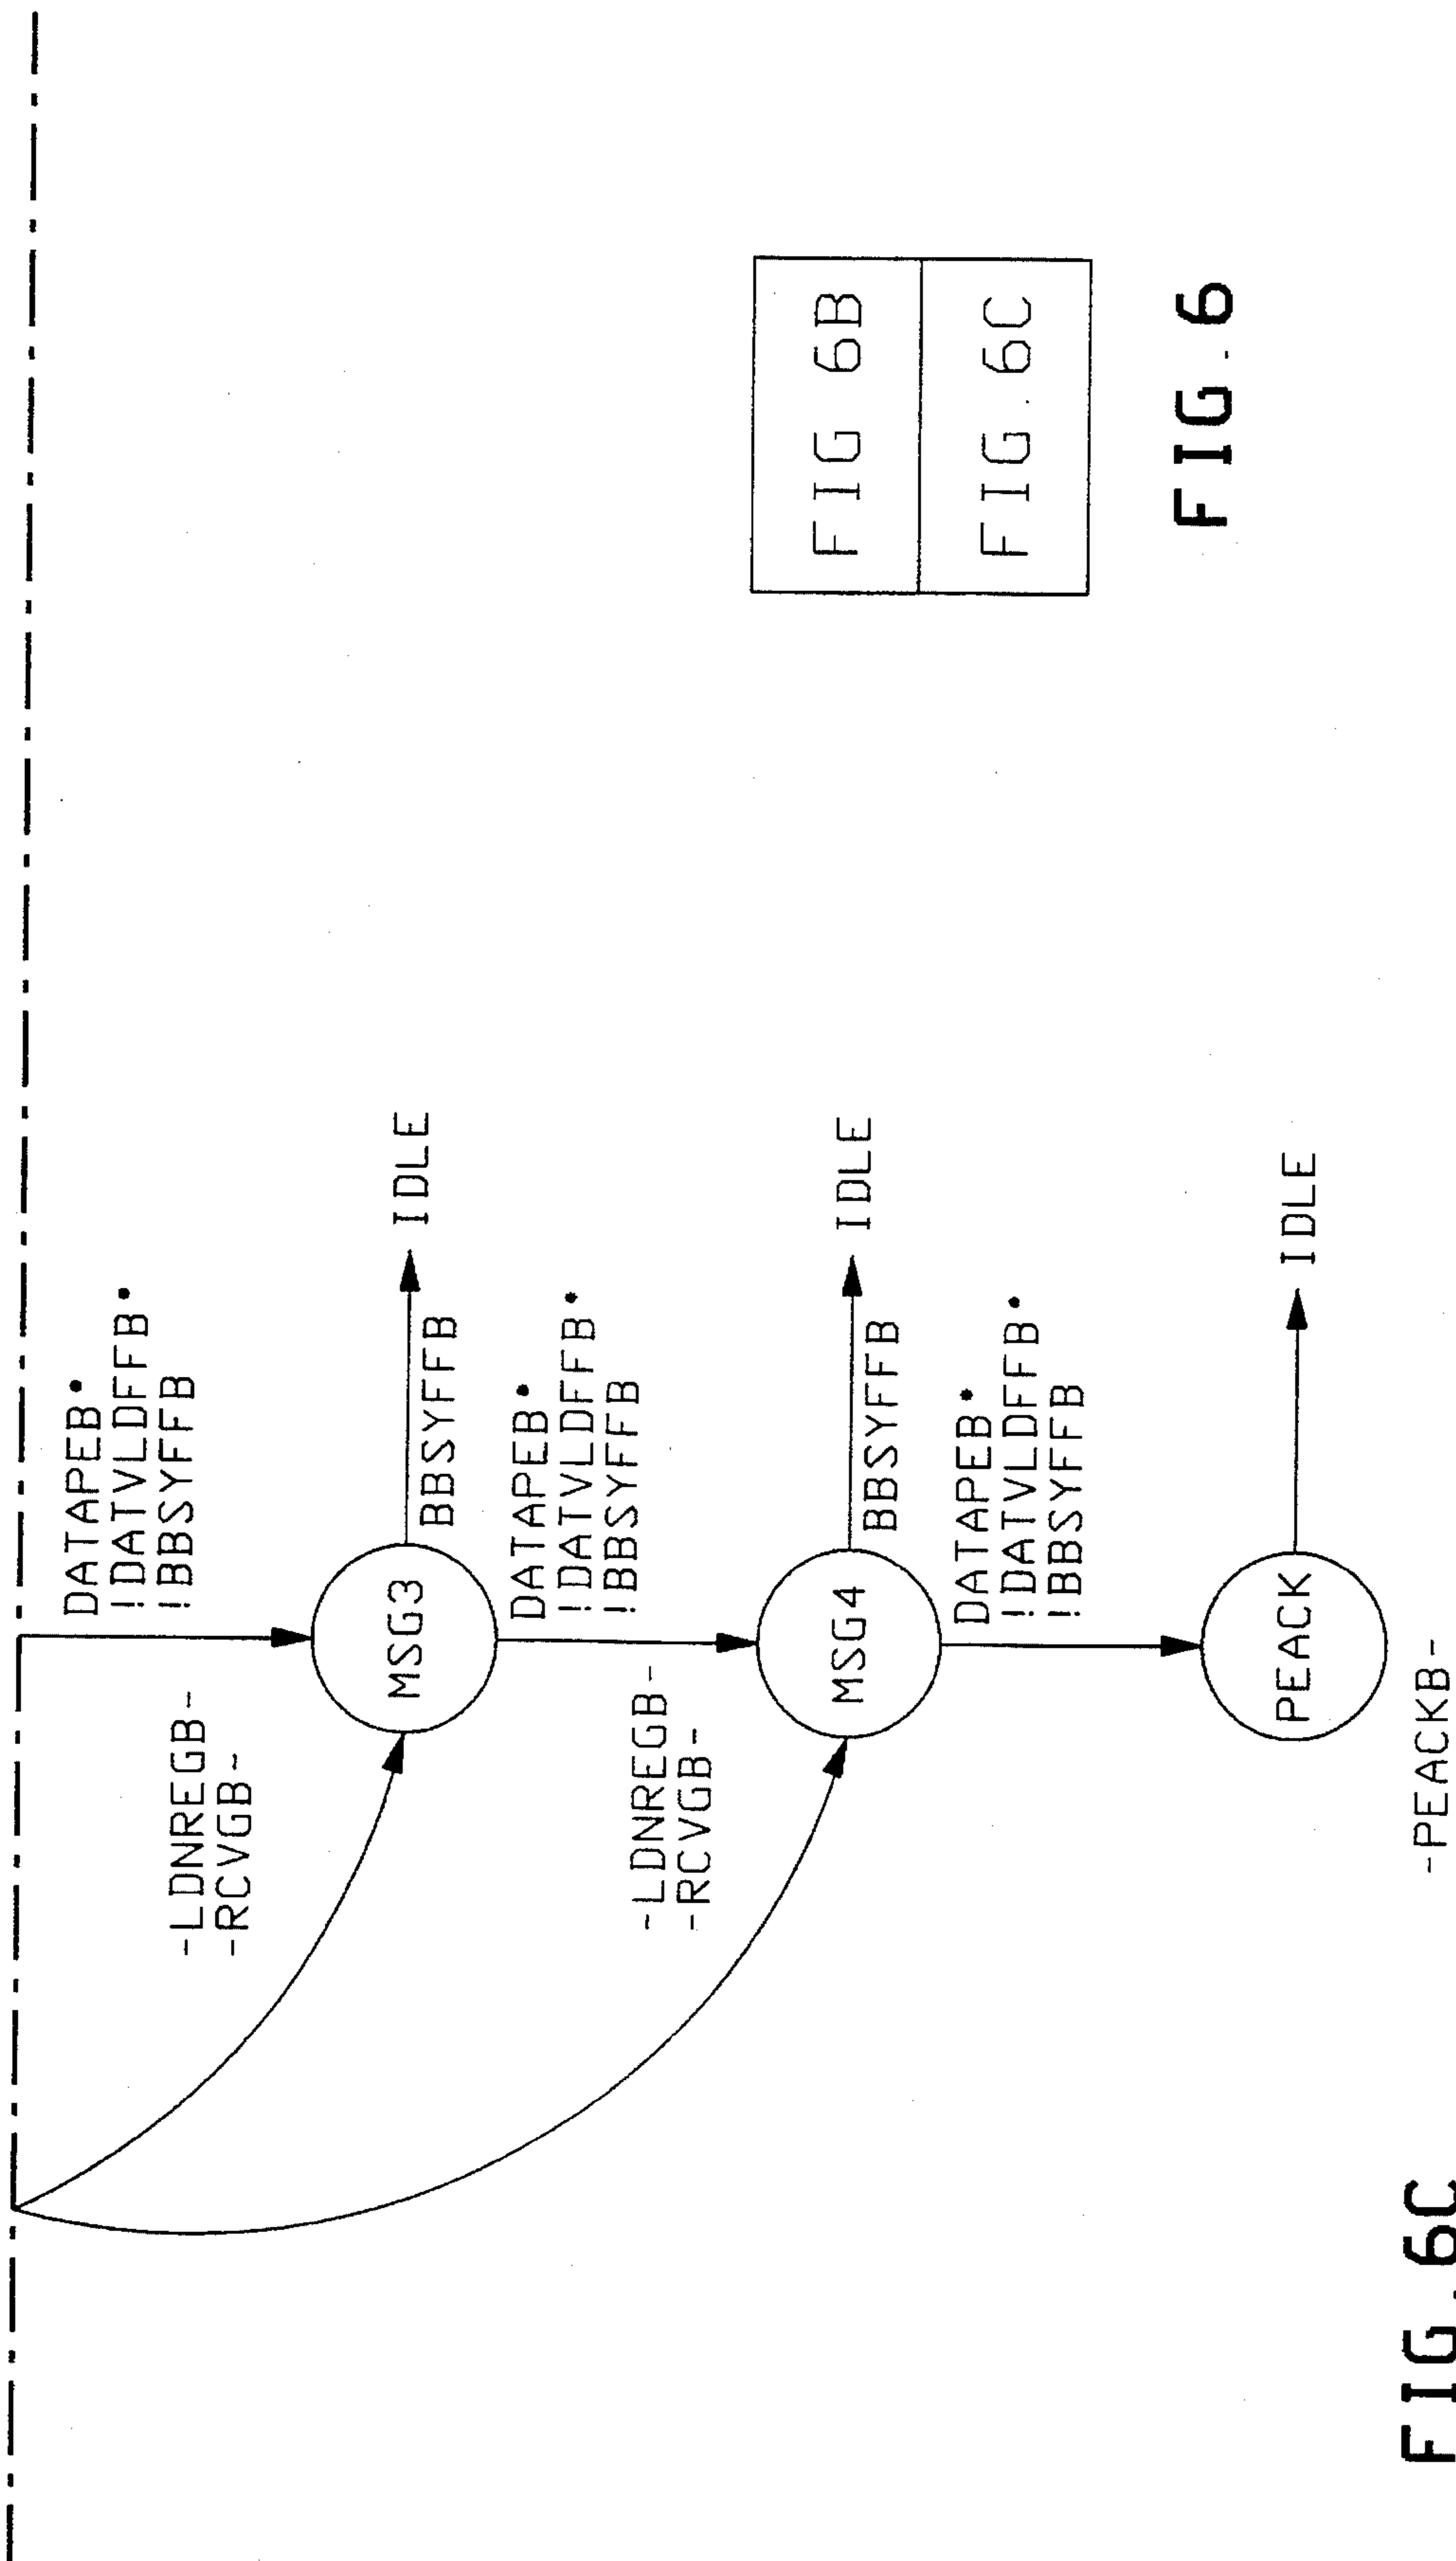 DATAPEB•
!DATVLDFFB•
!BBSYFFB
-LDNREGB-
-RCVGB-
MSG3
IDLE
BBSYFFB
DATAPEB•
!DATVLDFFB•
!BBSYFFB
-LDNREGB-
-RCVGB-
MSG4
IDLE
BBSYFFB
DATAPEB•
!DATVLDFFB•
!BBSYFFB
PEACK
IDLE
-PEACKB-
FIG.6C
FIG 6B
FIG.6C
FIG.6